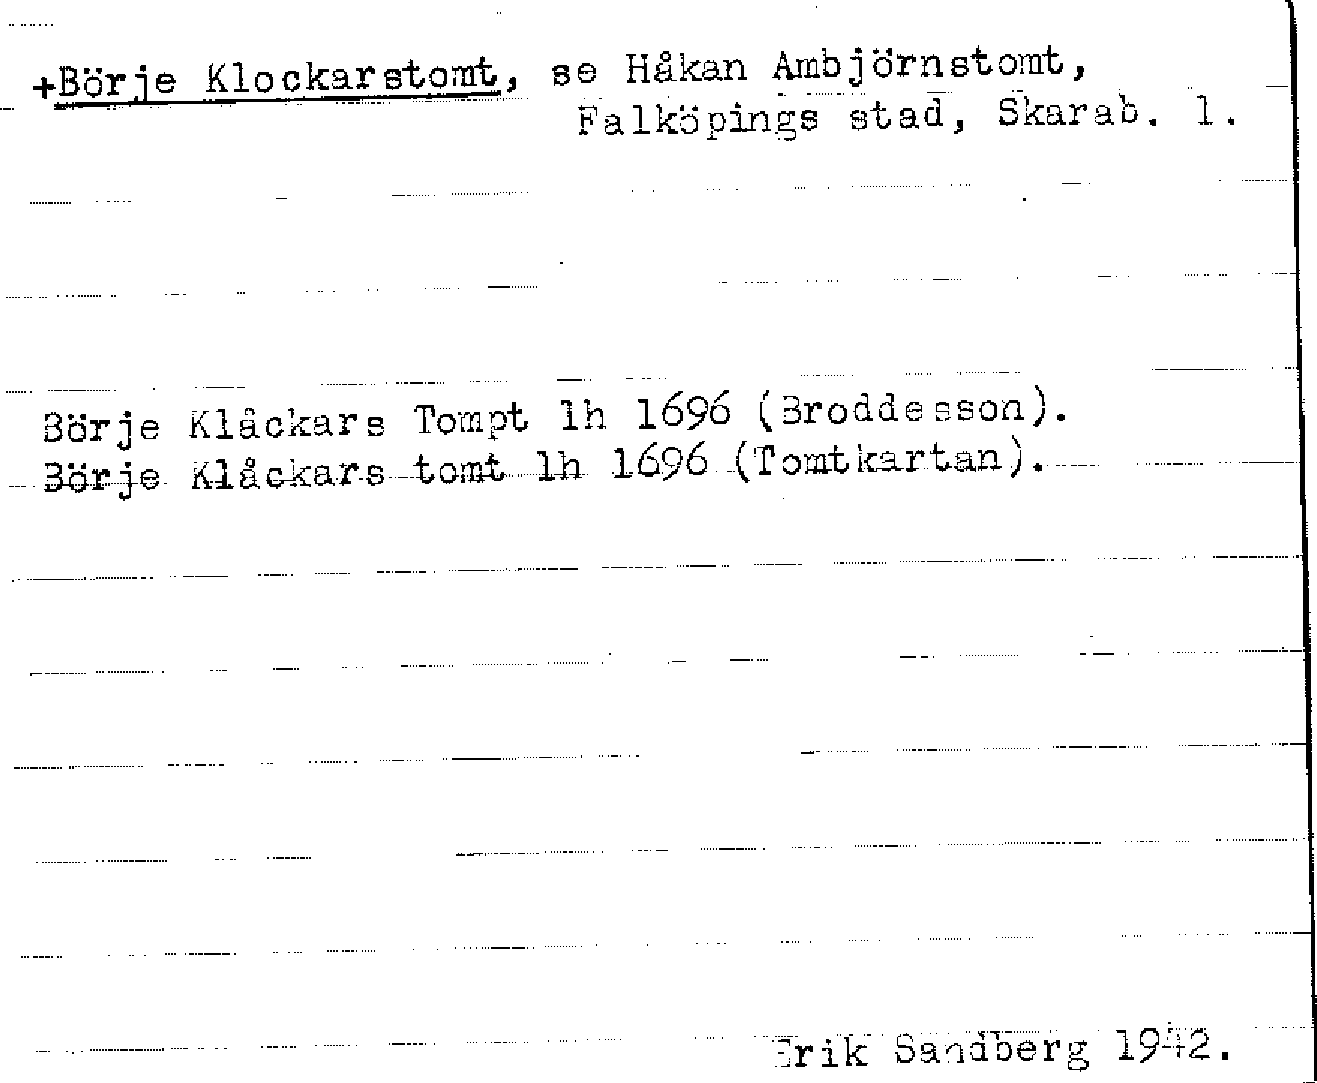 +Börje Klockarstomt, se Håkan Ambjörnstomt,
Falköpings stad, Skarab. l.
Börje Klåckars Tompt lh 1696 (Broddesson).
Börje Klåckars tomt lh 1696 (Tomtkartan).
Erik Sandberg 1942.